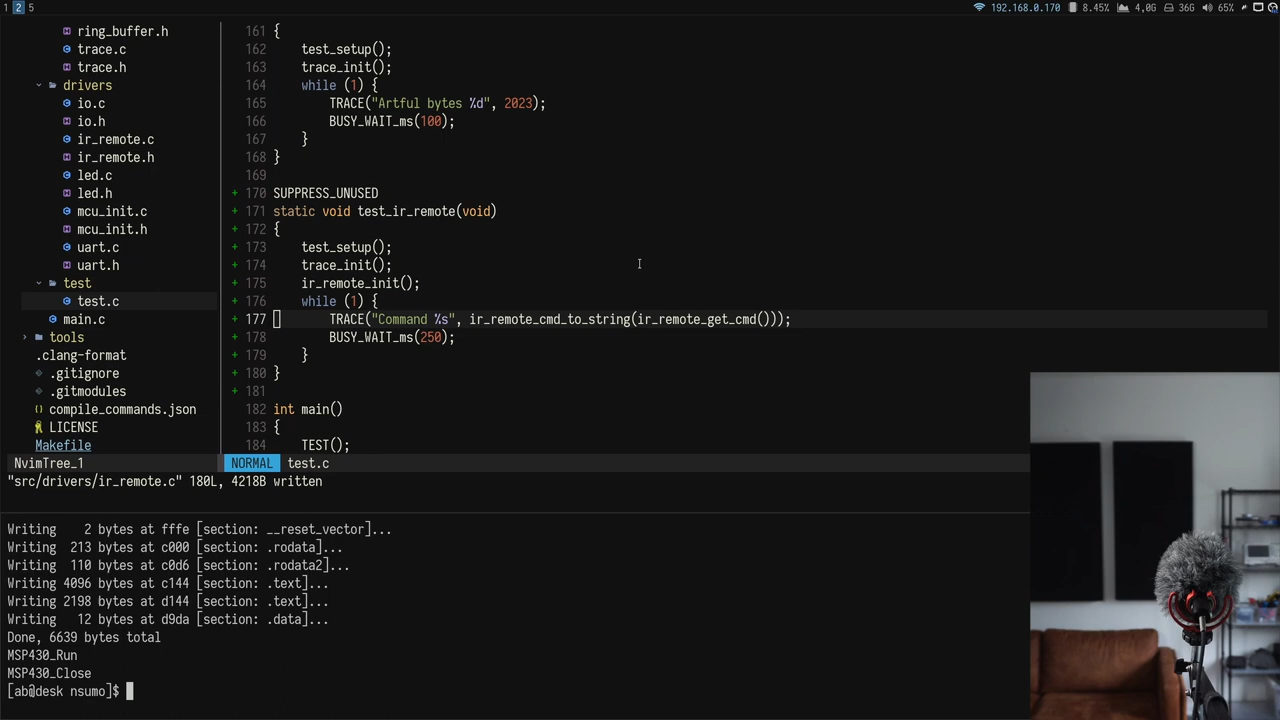 1 2 5
192.168.0.170 8.45% 4,0G 36G 65%
ring_buffer.h
trace.c
trace.h
drivers
io.c
io.h
ir_remote.c
ir_remote.h
led.c
led.h
mcu_init.c
mcu_init.h
uart.c
uart.h
test
test.c
main.c
tools
.clang-format
.gitignore
.gitmodules
compile_commands.json
LICENSE
Makefile
NvimTree_1
161 {
162 test_setup();
163 trace_init();
164 while (1) {
165 TRACE("Artful bytes %d", 2023);
166 BUSY_WAIT_ms(100);
167 }
168 }
169
+ 170 SUPPRESS_UNUSED
+ 171 static void test_ir_remote(void)
+ 172 {
+ 173 test_setup();
+ 174 trace_init();
+ 175 ir_remote_init();
+ 176 while (1) {
+ 177 TRACE("Command %s", ir_remote_cmd_to_string(ir_remote_get_cmd()));
+ 178 BUSY_WAIT_ms(250);
+ 179 }
+ 180 }
+ 181
182 int main()
183 {
184 TEST();
NORMAL test.c
"src/drivers/ir_remote.c" 180L, 4218B written
Writing 2 bytes at fffe [section: __reset_vector]...
Writing 213 bytes at c000 [section: .rodata]...
Writing 110 bytes at c0d6 [section: .rodata2]...
Writing 4096 bytes at c144 [section: .text]...
Writing 2198 bytes at d144 [section: .text]...
Writing 12 bytes at d9da [section: .data]...
Done, 6639 bytes total
MSP430_Run
MSP430_Close
[ab@desk nsumo]$